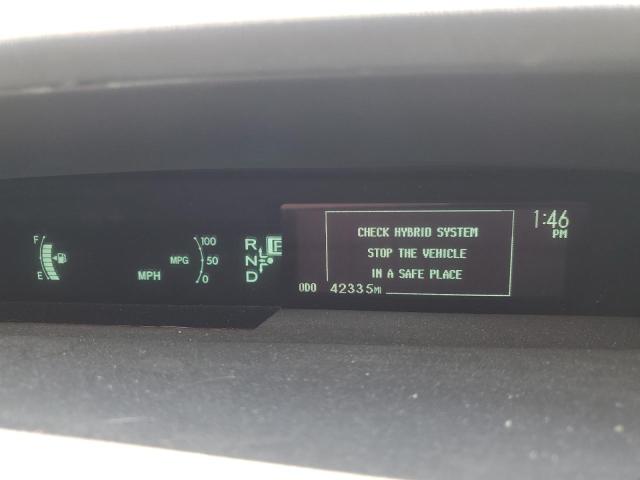 F
E
MPH
MPG
100
50
0
R
N
D
CHECK HYBRID SYSTEM
STOP THE VEHICLE
IN A SAFE PLACE
ODO 42335MI
1:46
PM